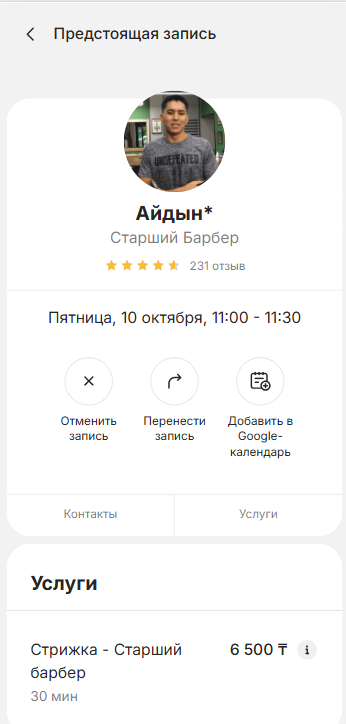 Предстоящая запись
UNDEFEATED
Айдын*
Старший Барбер
231 отзыв
Пятница, 10 октября, 11:00 - 11:30
Отменить
запись
Перенести
запись
Добавить в
Google-
календарь
Контакты
Услуги
Услуги
Стрижка - Старший
барбер
6 500 ₸
i
30 мин